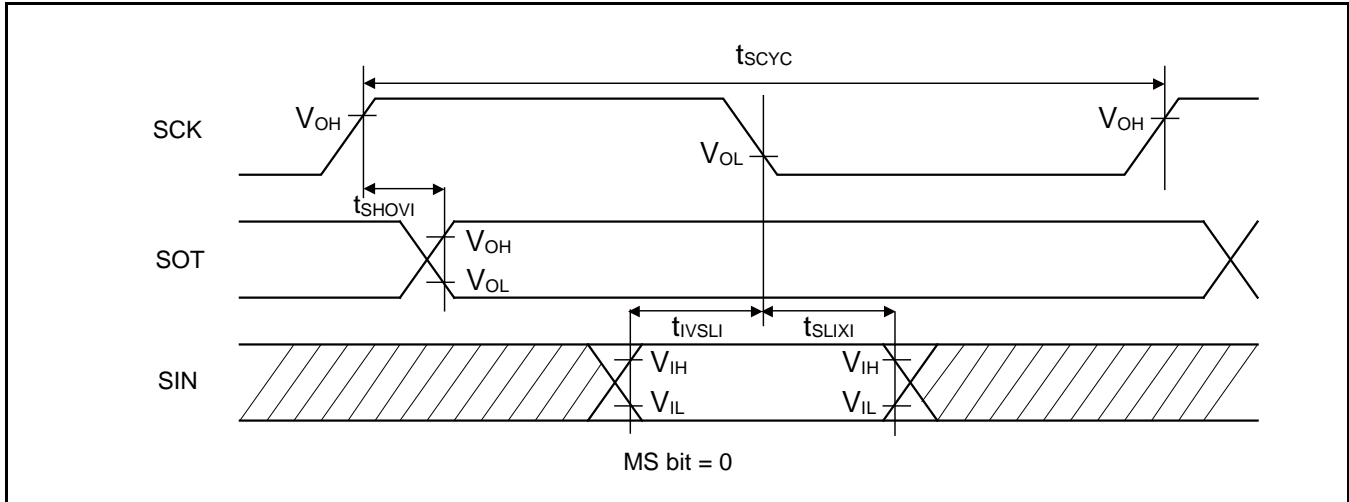 tSCYC
SCK
VOH
VOL
VOH
tSHOVI
SOT
VOH
VOL
tIVSLI
tSLIXI
SIN
VIH
VIL
VIH
VIL
MS bit = 0